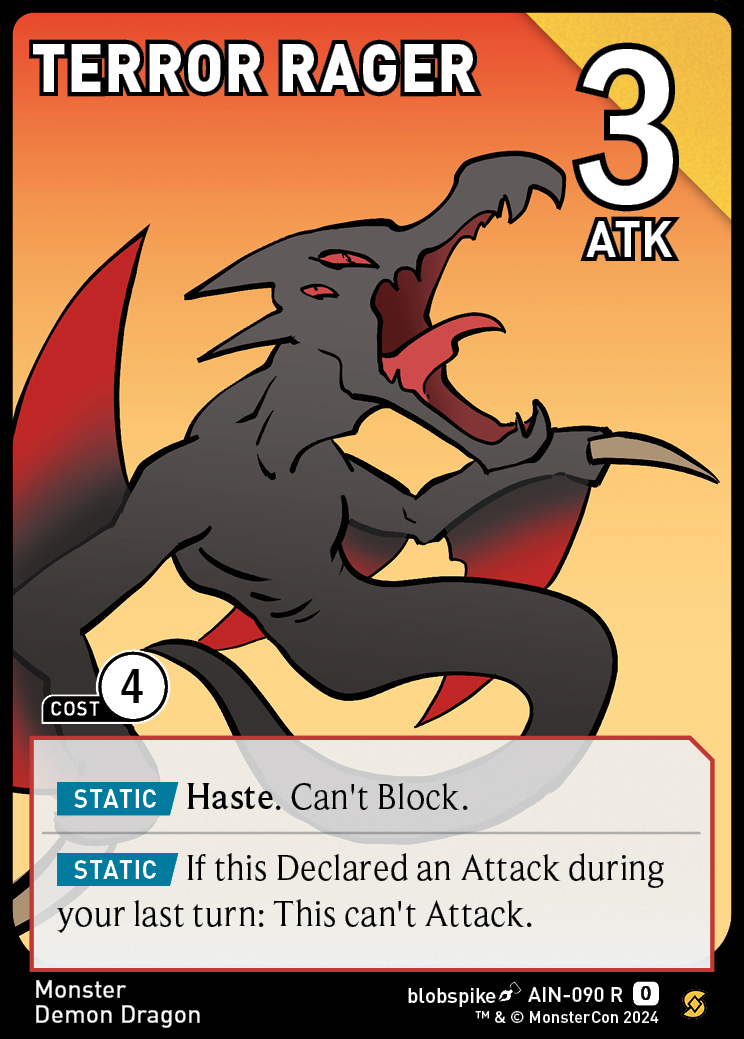 TERROR RAGER
3
ATK
COST 4
STATIC Haste. Can't Block.
STATIC If this Declared an Attack during
your last turn: This can't Attack.
Monster
Demon Dragon
blobspike AIN-090 R 0
™ & © MonsterCon 2024